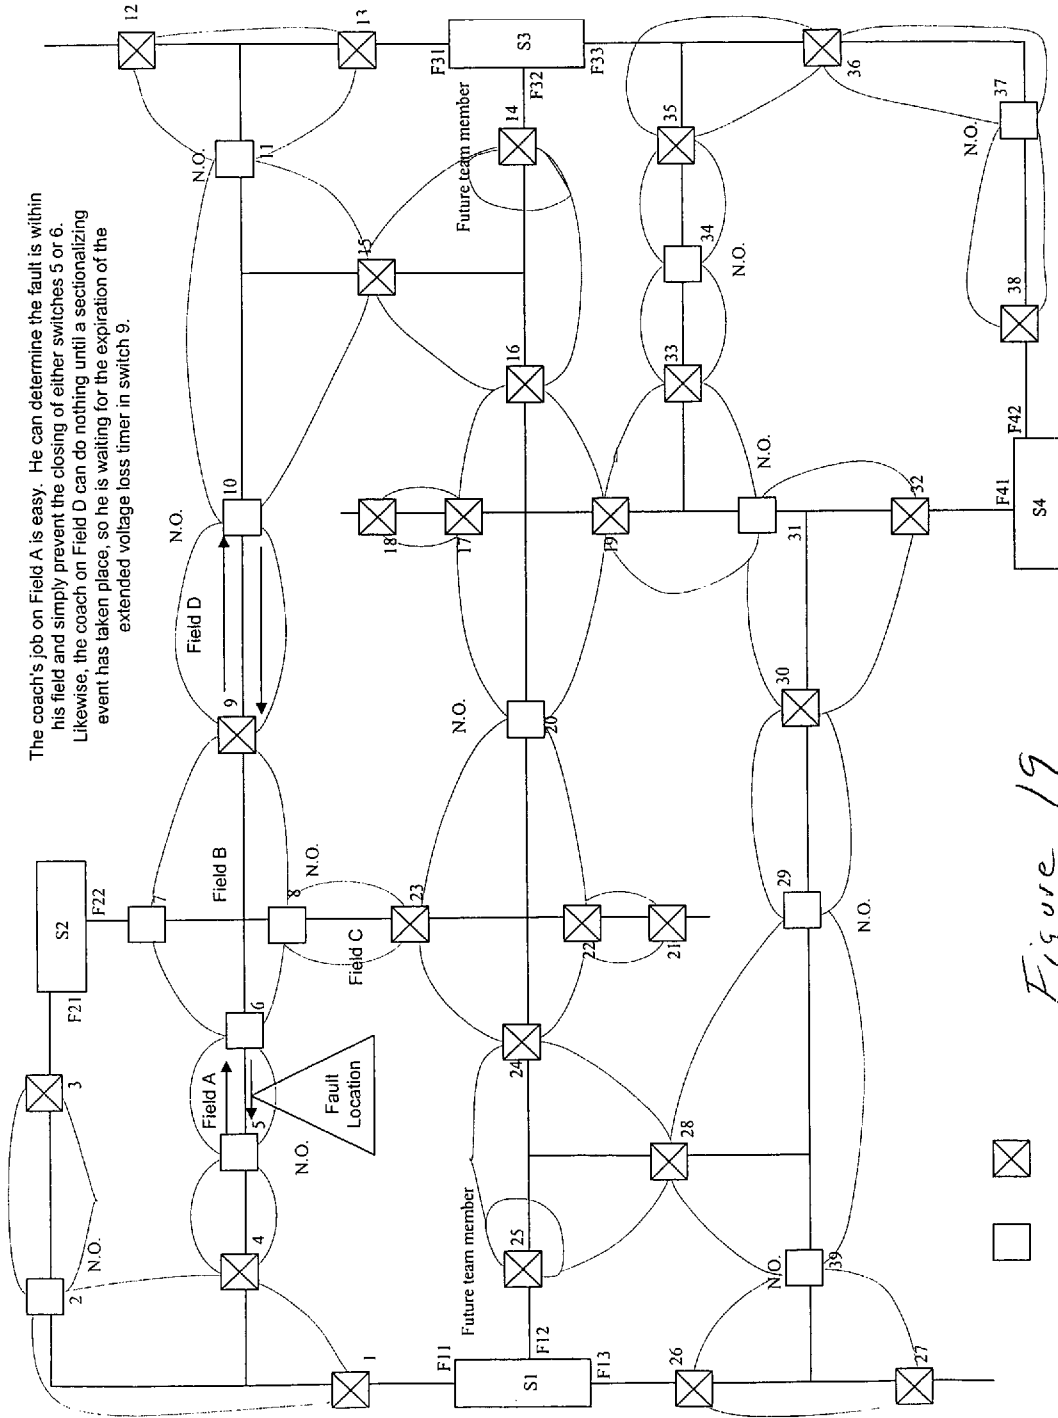 The coach's job on Field A is easy. He can determine the fault is within
his field and simply prevent the closing of either switches 5 or 6.
Likewise, the coach on Field D can do nothing until a sectionalizing
event has taken place, so he is waiting for the expiration of the
extended voltage loss timer in switch 9.
S2
F21
F22
3
2
N.O.
1
4
5
N.O.
Field A
Fault
Location
6
7
8
N.O.
Field B
Field C
9
Field D
10
N.O.
11
N.O.
12
13
F31
S3
F32
F33
14
Future team member
15
16
17
18
19
20
N.O.
21
22
23
24
25
Future team member
F11
S1
F12
F13
26
27
28
29
N.O.
30
31
N.O.
32
33
34
N.O.
35
36
37
N.O.
38
39
N.O.
F41
F42
S4
Figure 19